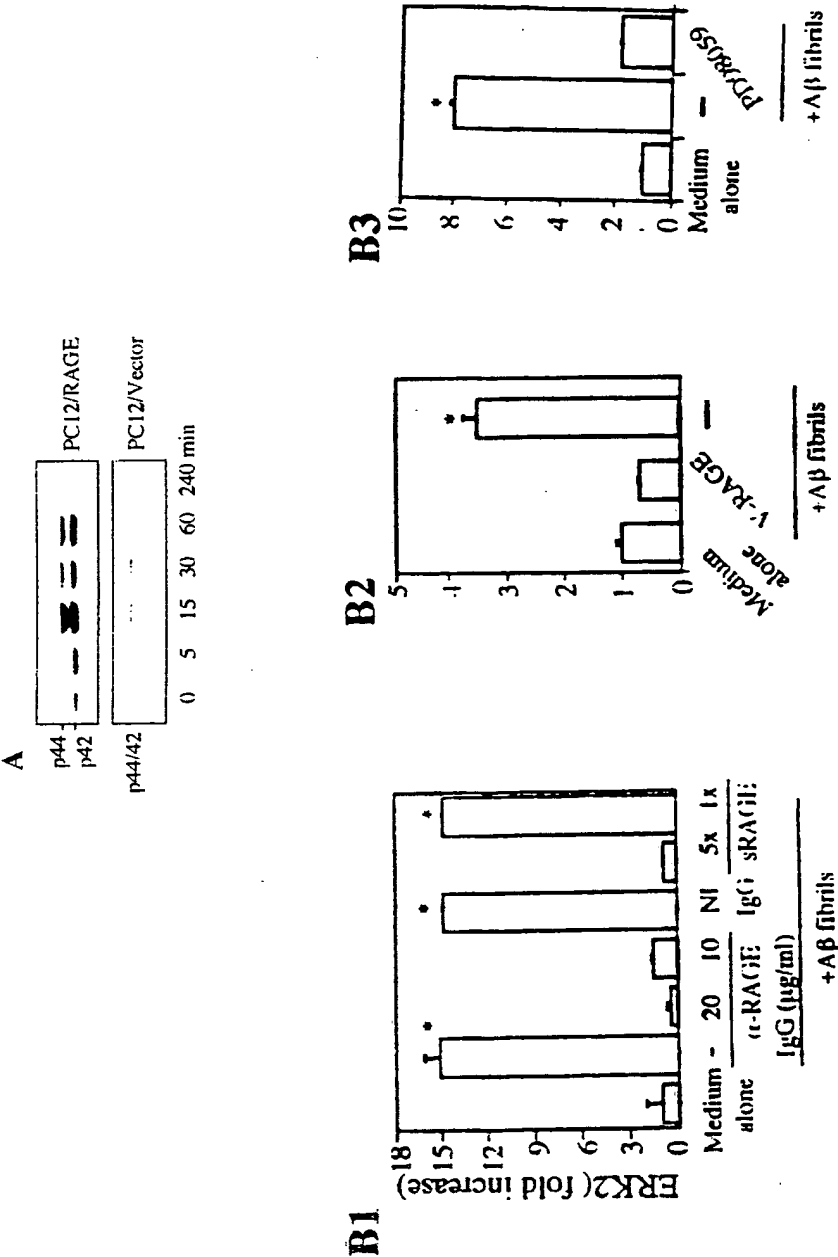 A
p44
p42
PC12/RAGE
p44/42
PC12/Vector
0 5 15 30 60 240 min
B1
ERK2 (fold increase)
18
15
12
9
6
3
0
* * *
Medium alone
- 20 10 NI 5x 1x
α-RAGE IgG sRAGE
IgG (µg/ml)
+Aβ fibrils
B2
5
4
3
2
1
0
*
Medium alone
-RAGE
–
+Aβ fibrils
B3
10
8
6
4
2
0
*
Medium alone
–
PD98059
+Aβ fibrils